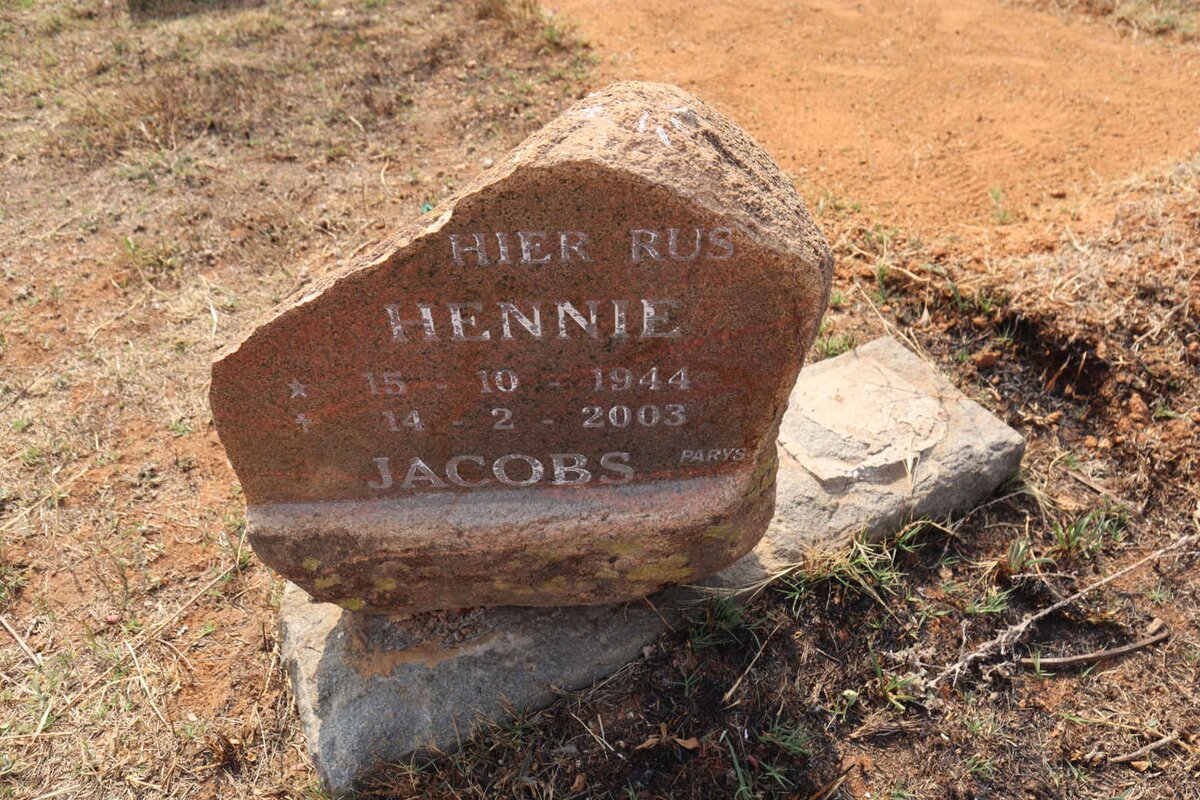 HIER RUS
HENNIE
★ 15 - 10 - 1944
† 14 - 2 - 2003
JACOBS PARYS